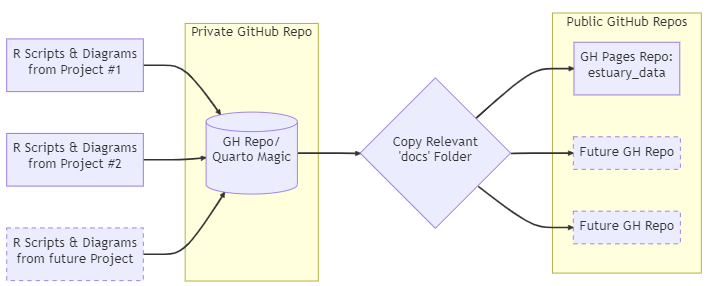 Private GitHub Repo
Public GitHub Repos
R Scripts & Diagrams
from Project #1
R Scripts & Diagrams
from Project #2
R Scripts & Diagrams
from future Project
GH Repo/
Quarto Magic
Copy Relevant
'docs' Folder
GH Pages Repo:
estuary_data
Future GH Repo
Future GH Repo